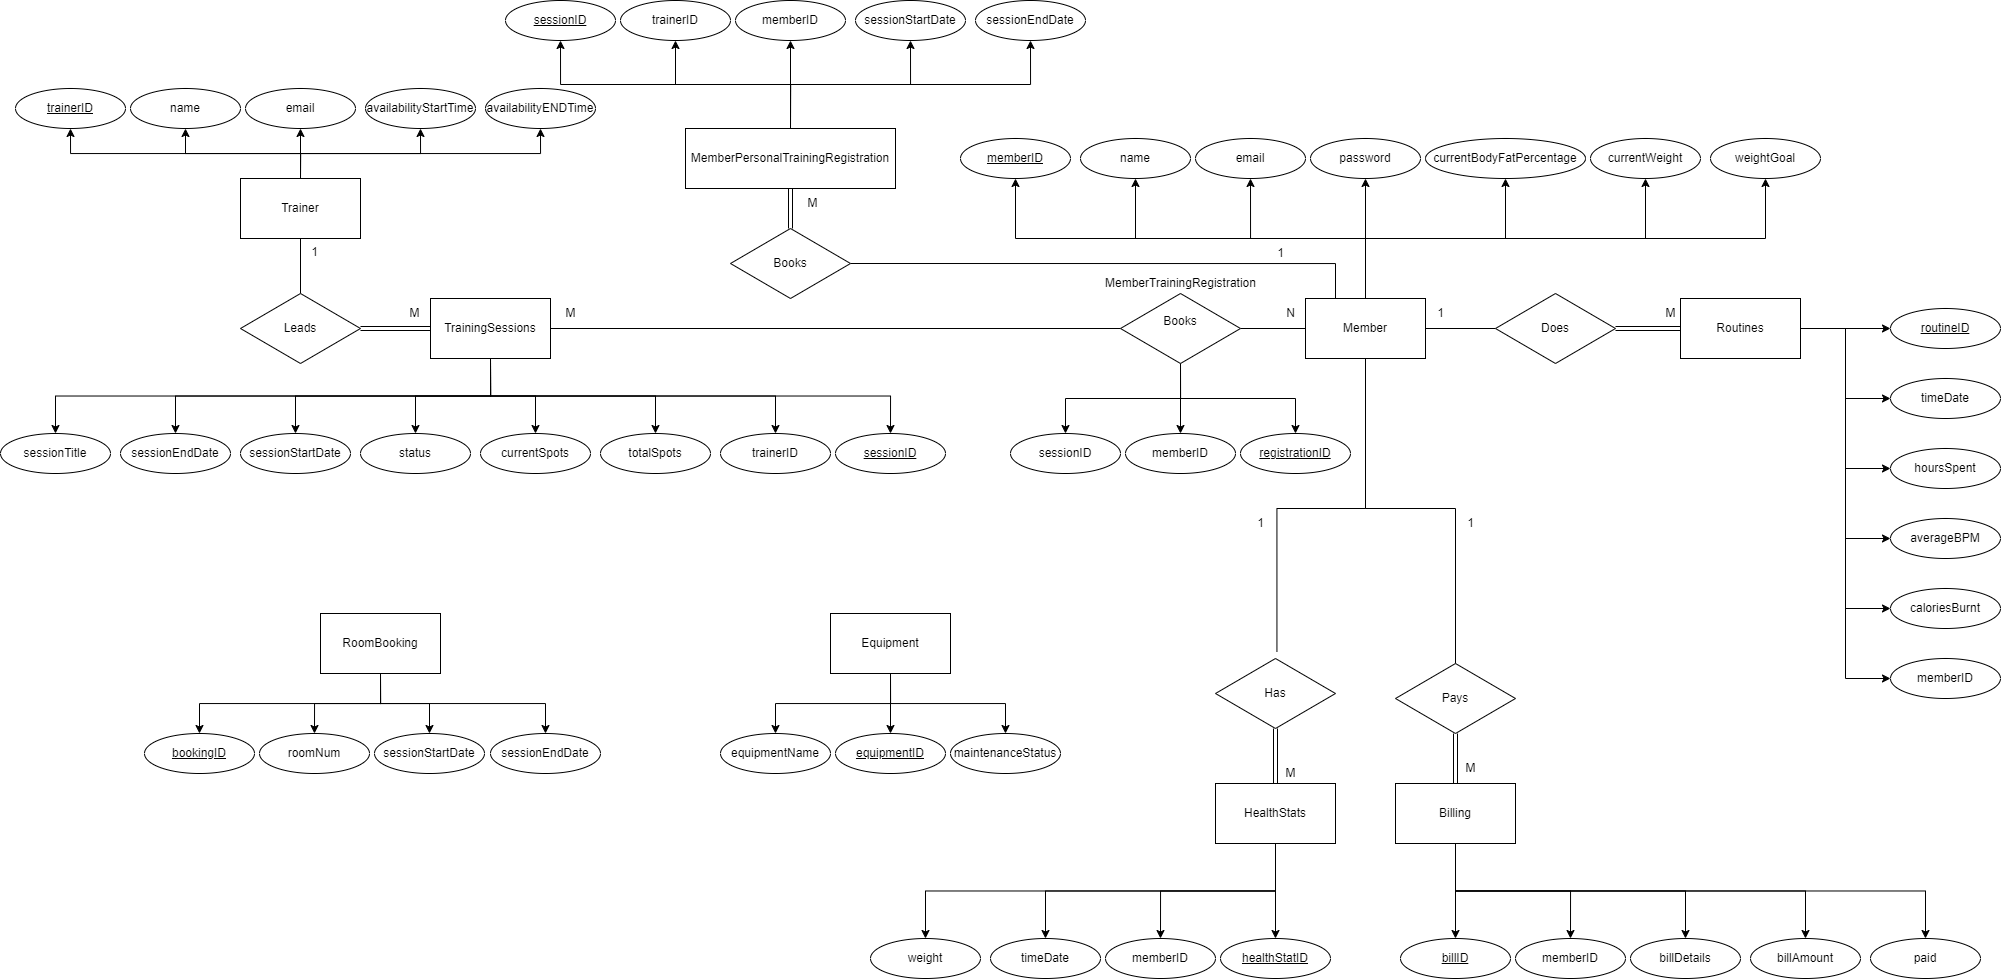 sessionID
trainerID
memberID
sessionStartDate
sessionEndDate
trainerID
name
email
availabilityStartTime
availabilityENDTime
MemberPersonalTrainingRegistration
memberID
name
email
password
currentBodyFatPercentage
currentWeight
weightGoal
Trainer
M
1
Books
1
MemberTrainingRegistration
Leads
M
TrainingSessions
M
Books
N
Member
1
Does
M
Routines
routineID
timeDate
hoursSpent
averageBPM
caloriesBurnt
memberID
sessionTitle
sessionEndDate
sessionStartDate
status
currentSpots
totalSpots
trainerID
sessionID
sessionID
memberID
registrationID
1
1
RoomBooking
Equipment
Has
Pays
bookingID
roomNum
sessionStartDate
sessionEndDate
equipmentName
equipmentID
maintenanceStatus
M
M
HealthStats
Billing
weight
timeDate
memberID
healthStatID
billID
memberID
billDetails
billAmount
paid